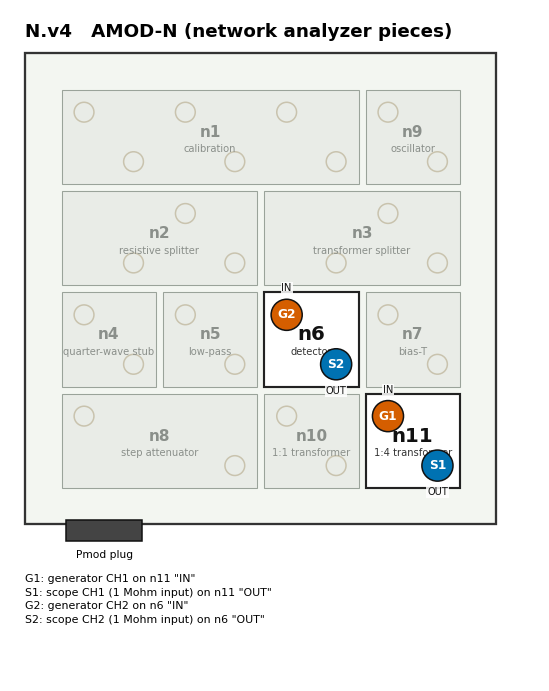 N.v4   AMOD-N (network analyzer pieces)
n1
calibration
n9
oscillator
n2
resistive splitter
n3
transformer splitter
n4
quarter-wave stub
n5
low-pass
IN
G2
n6
detector
S2
OUT
n7
bias-T
n8
step attenuator
n10
1:1 transformer
IN
G1
n11
1:4 transformer
S1
OUT
Pmod plug
G1: generator CH1 on n11 "IN"
S1: scope CH1 (1 Mohm input) on n11 "OUT"
G2: generator CH2 on n6 "IN"
S2: scope CH2 (1 Mohm input) on n6 "OUT"